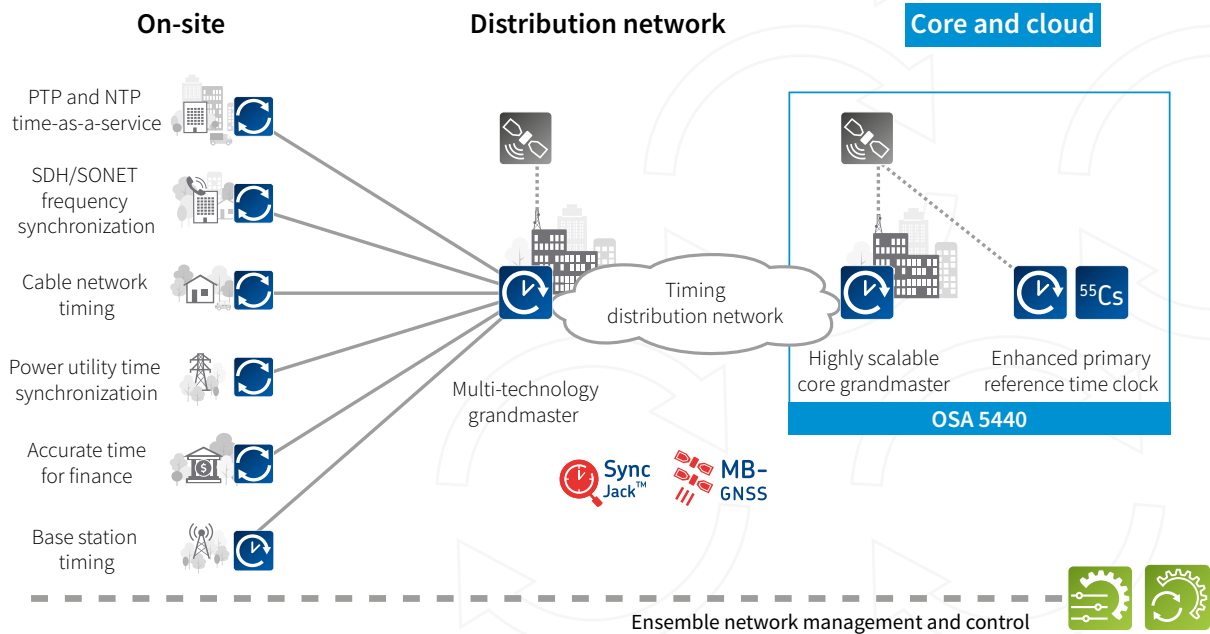 On-site
Distribution network
Core and cloud
PTP and NTP
time-as-a-service
SDH/SONET
frequency
synchronization
Cable network
timing
Power utility time
synchronizatioin
Accurate time
for finance
$
Base station
timing
Multi-technology
grandmaster
Timing
distribution network
Sync
Jack™
MB-
GNSS
55Cs
Highly scalable
core grandmaster
Enhanced primary
reference time clock
OSA 5440
Ensemble network management and control